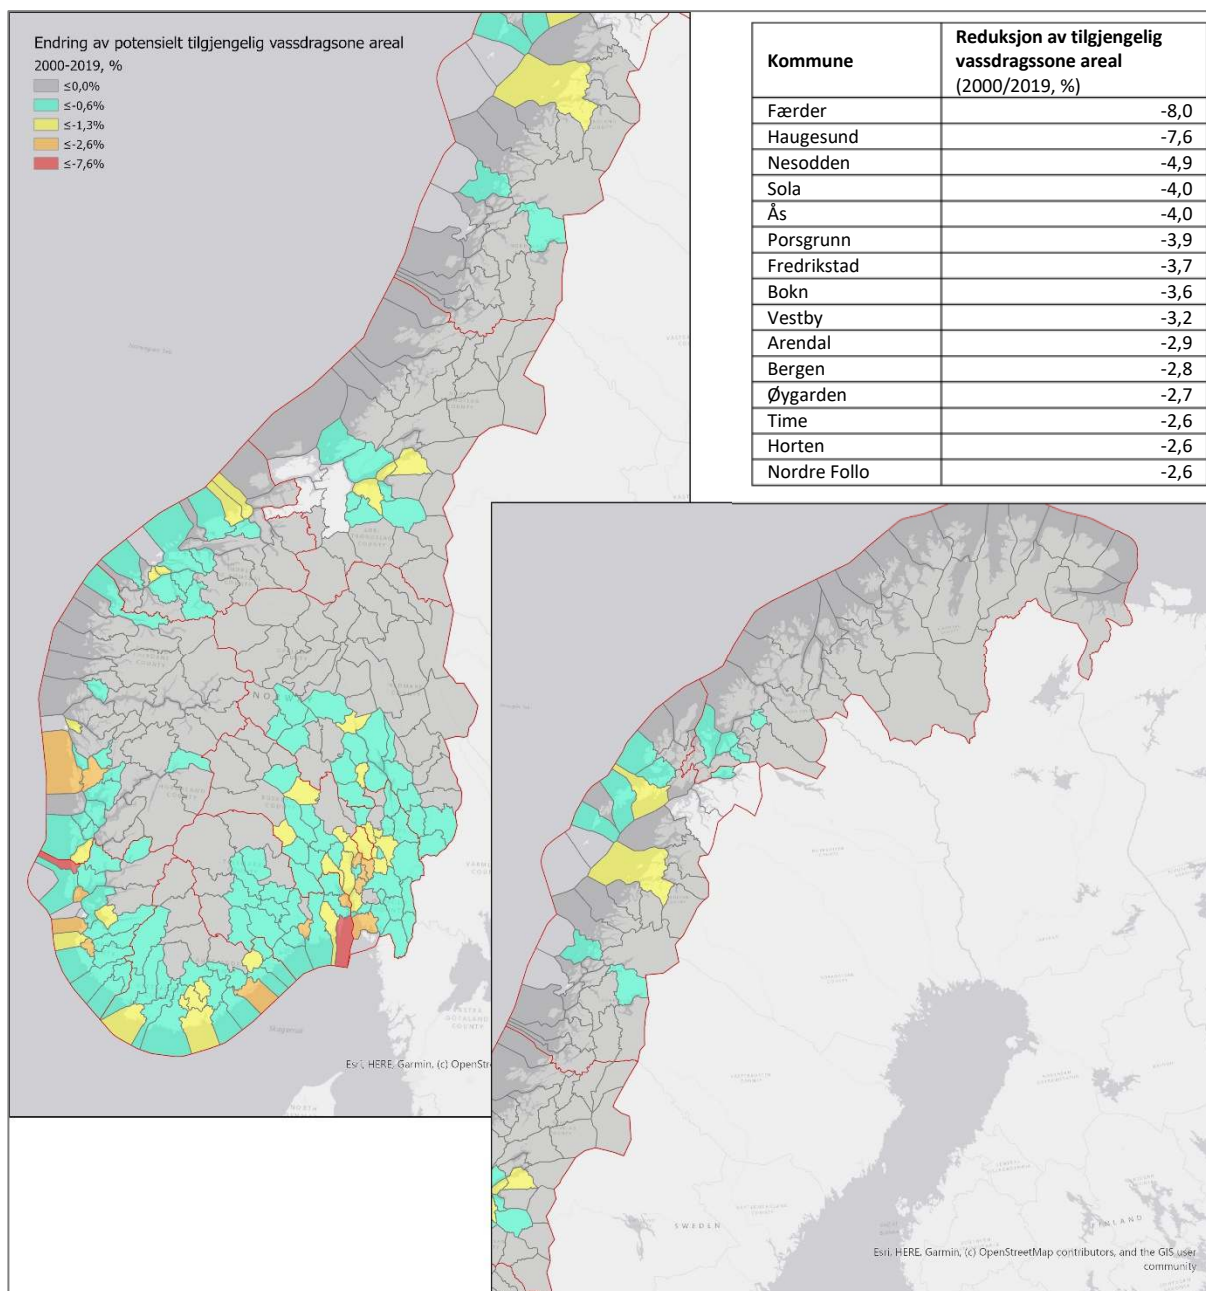 Endring av potensielt tilgjengelig vassdragsone areal
2000-2019, %
≤0,0%
≤-0,6%
≤-1,3%
≤-2,6%
≤-7,6%
Kommune Reduksjon av tilgjengelig vassdragssone areal (2000/2019, %)
Færder -8,0
Haugesund -7,6
Nesodden -4,9
Sola -4,0
Ås -4,0
Porsgrunn -3,9
Fredrikstad -3,7
Bokn -3,6
Vestby -3,2
Arendal -2,9
Bergen -2,8
Øygarden -2,7
Time -2,6
Horten -2,6
Nordre Follo -2,6
Norwegian Sea
Skagerrak
Esri, HERE, Garmin, (c) OpenStre
SWEDEN
FINLAND
Esri, HERE, Garmin, (c) OpenStreetMap contributors, and the GIS user
community